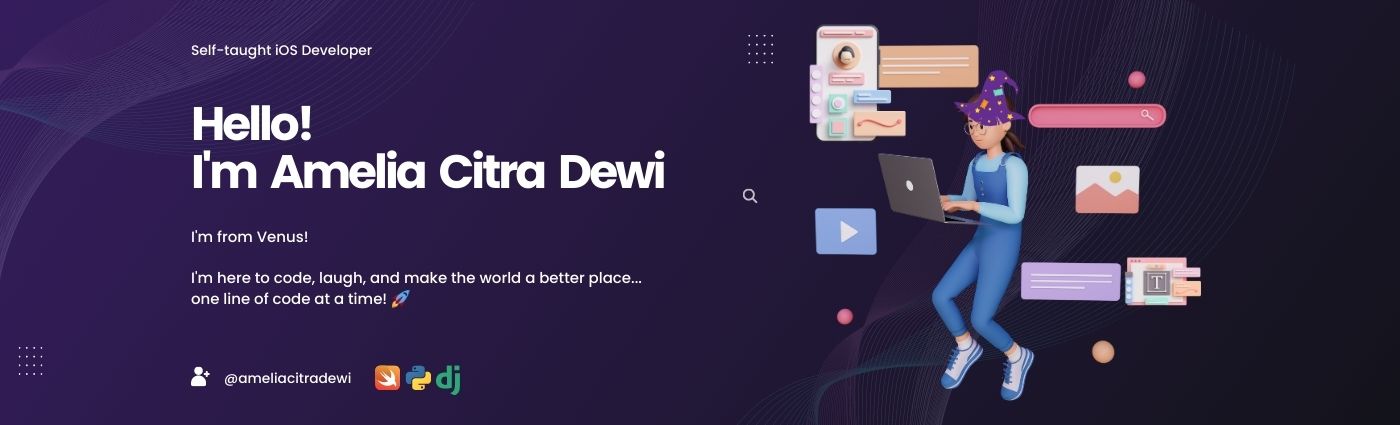 Self-taught iOS Developer
Hello!
I'm Amelia Citra Dewi
I'm from Venus!
I'm here to code, laugh, and make the world a better place...
one line of code at a time! 🚀
@ameliacitradewi
dj
T